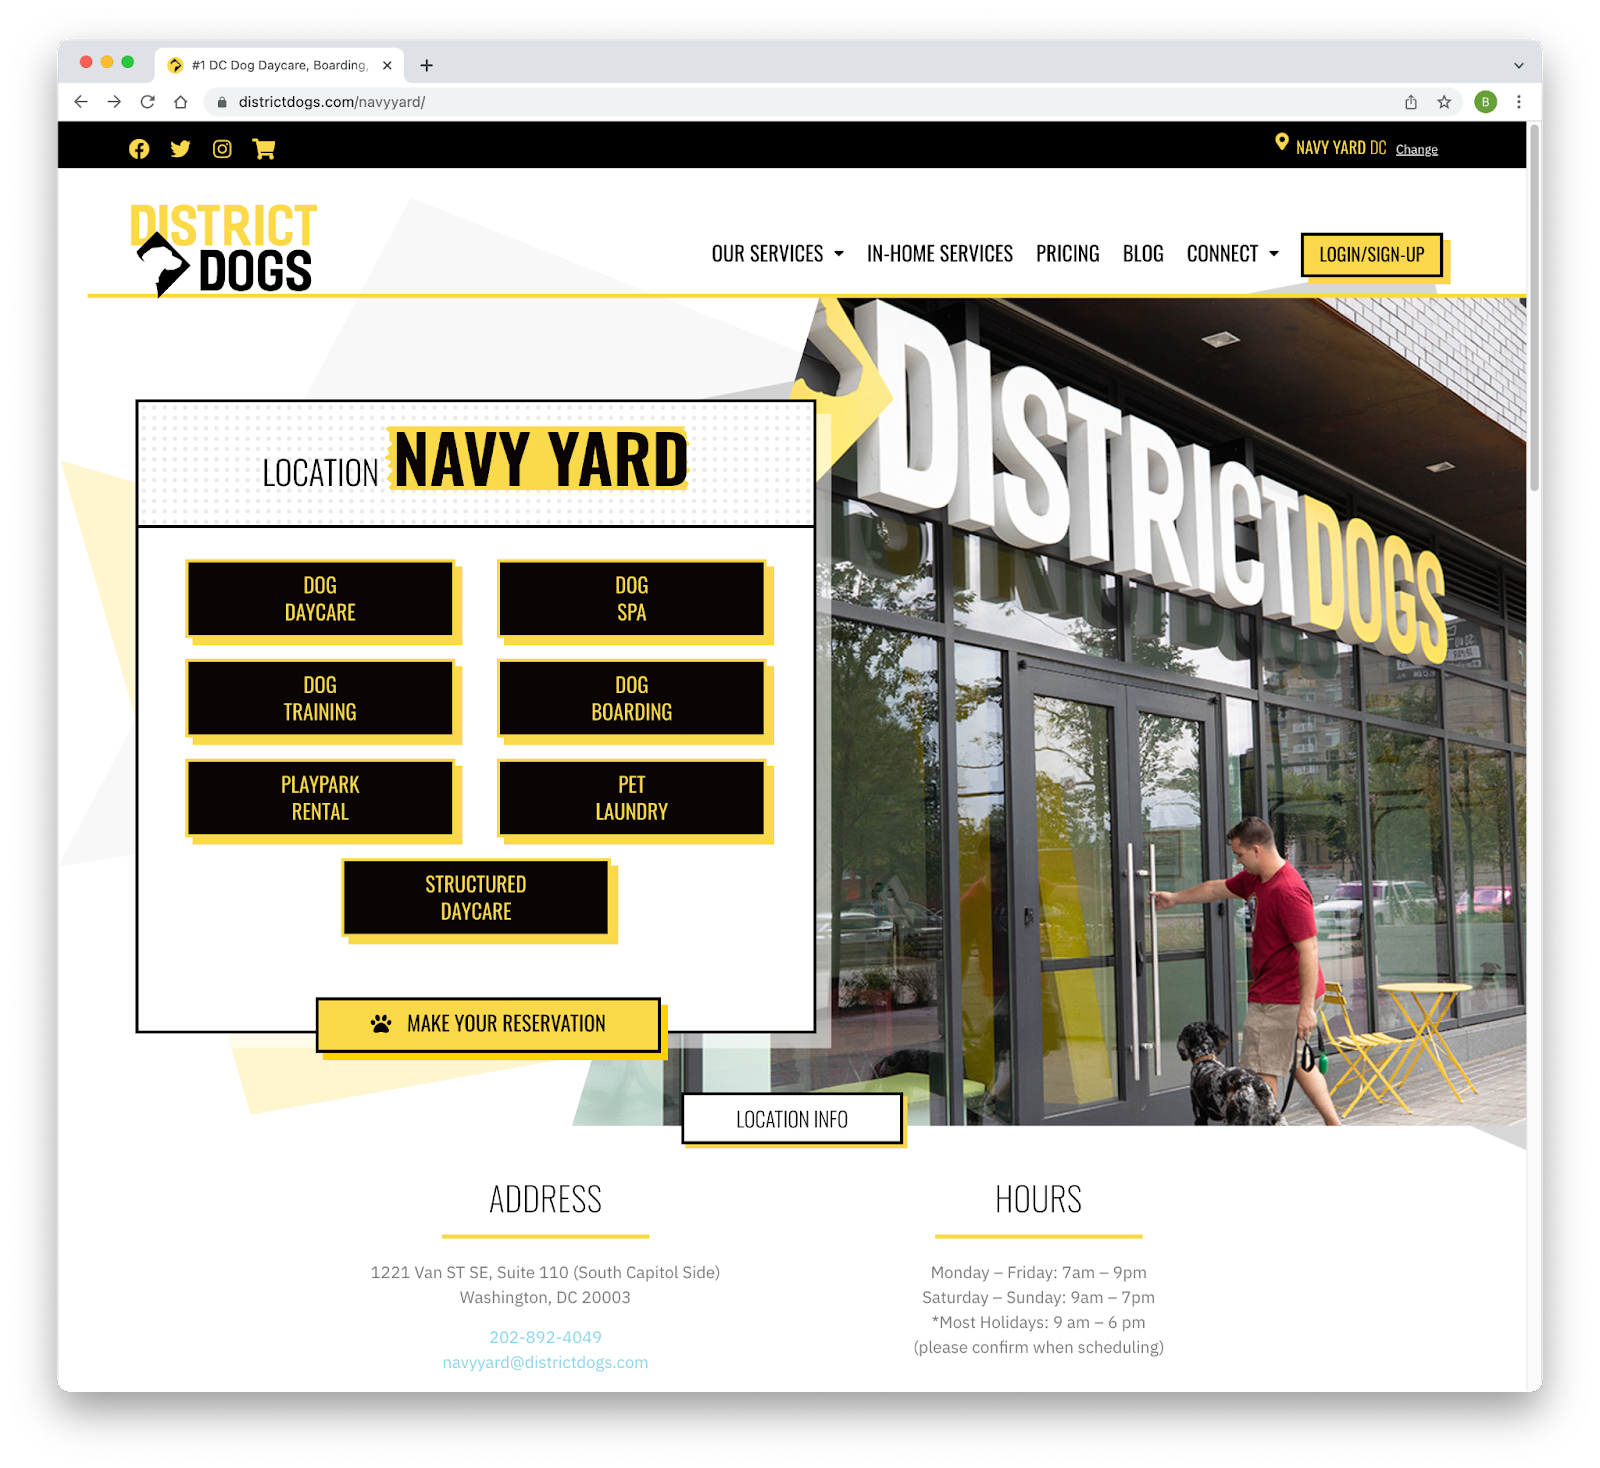 #1 DC Dog Daycare, Boarding,
districtdogs.com/navyyard/
B
NAVY YARD DC Change
DISTRICT
DOGS
OUR SERVICES IN-HOME SERVICES PRICING BLOG CONNECT LOGIN/SIGN-UP
DISTRICTDOGS
LOCATION NAVY YARD
DOG
DAYCARE
DOG
SPA
DOG
TRAINING
DOG
BOARDING
PLAYPARK
RENTAL
PET
LAUNDRY
STRUCTURED
DAYCARE
MAKE YOUR RESERVATION
LOCATION INFO
ADDRESS
1221 Van ST SE, Suite 110 (South Capitol Side)
Washington, DC 20003
202-892-4049
navyyard@districtdogs.com
HOURS
Monday – Friday: 7am – 9pm
Saturday – Sunday: 9am – 7pm
*Most Holidays: 9 am – 6 pm
(please confirm when scheduling)